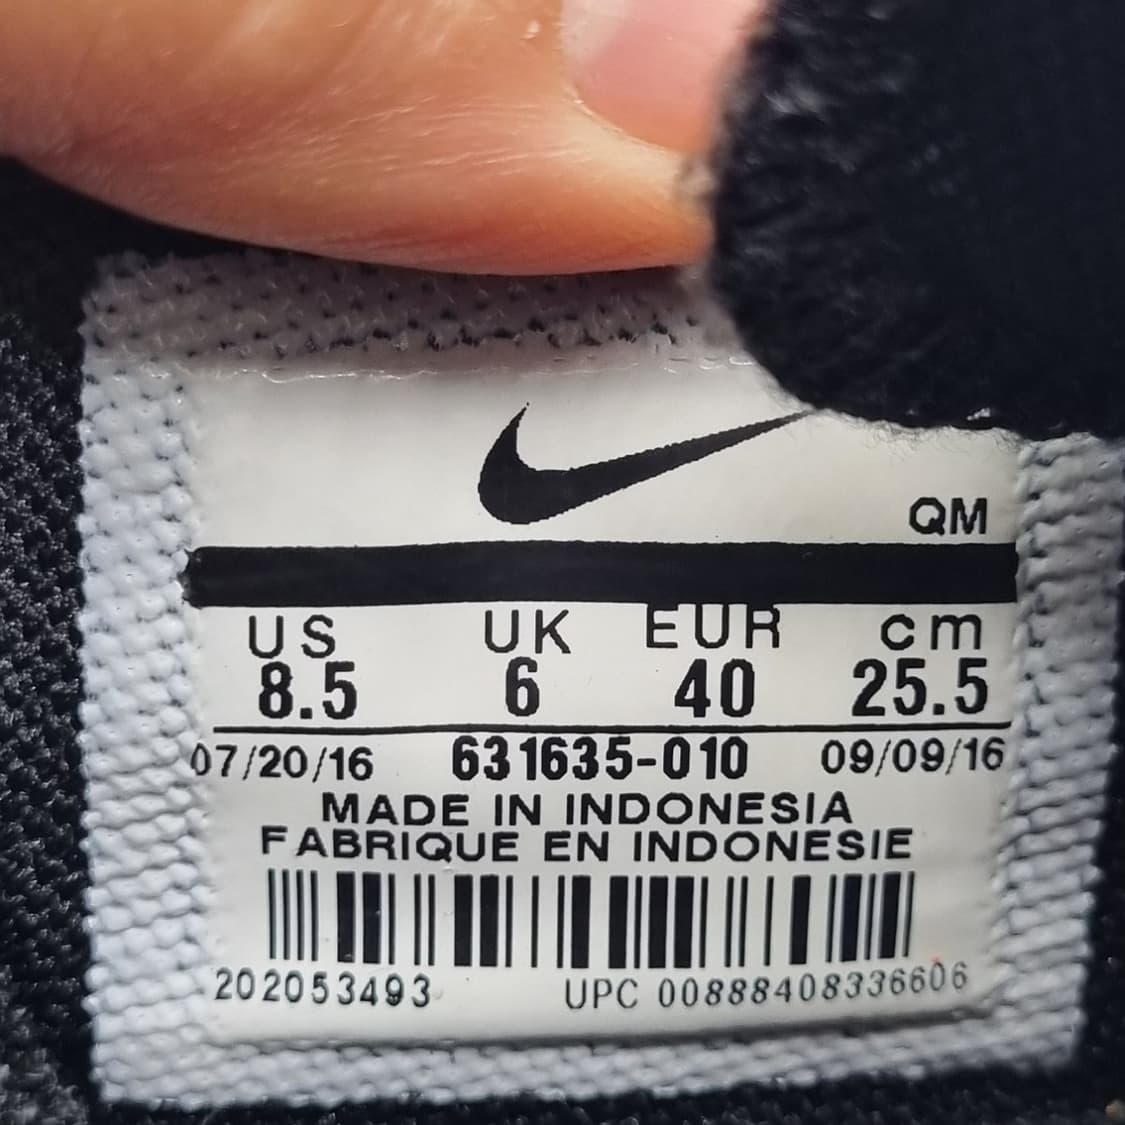 QM
US UK EUR cm
8.5 6 40 25.5
07/20/16 631635-010 09/09/16
MADE IN INDONESIA
FABRIQUE EN INDONESIE
202053493 UPC 00888408336606